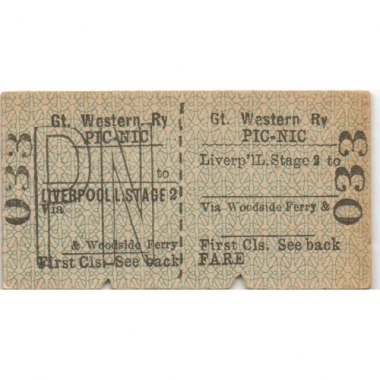 033
Gt. Western Ry
PIC-NIC
PN
to
LIVERPOOL L.STAGE 2
Via
& Woodside Ferry
First Cls. See back
Gt. Western Ry
PIC-NIC
Liverp'lL.Stage 2 to
Via Woodside Ferry &
First Cls. See back
FARE
033